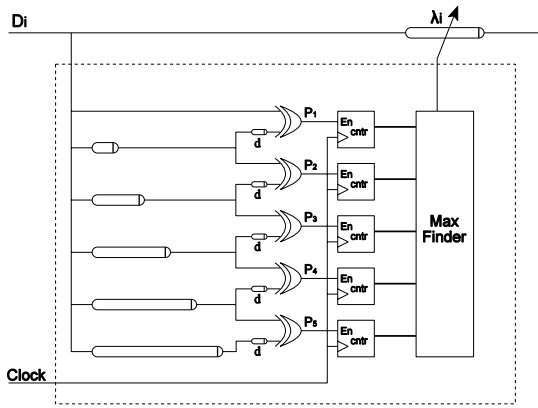 Di
λi
P1
En
cntr
d
P2
En
cntr
d
P3
En
cntr
d
Max
Finder
P4
En
cntr
d
P5
En
cntr
d
Clock